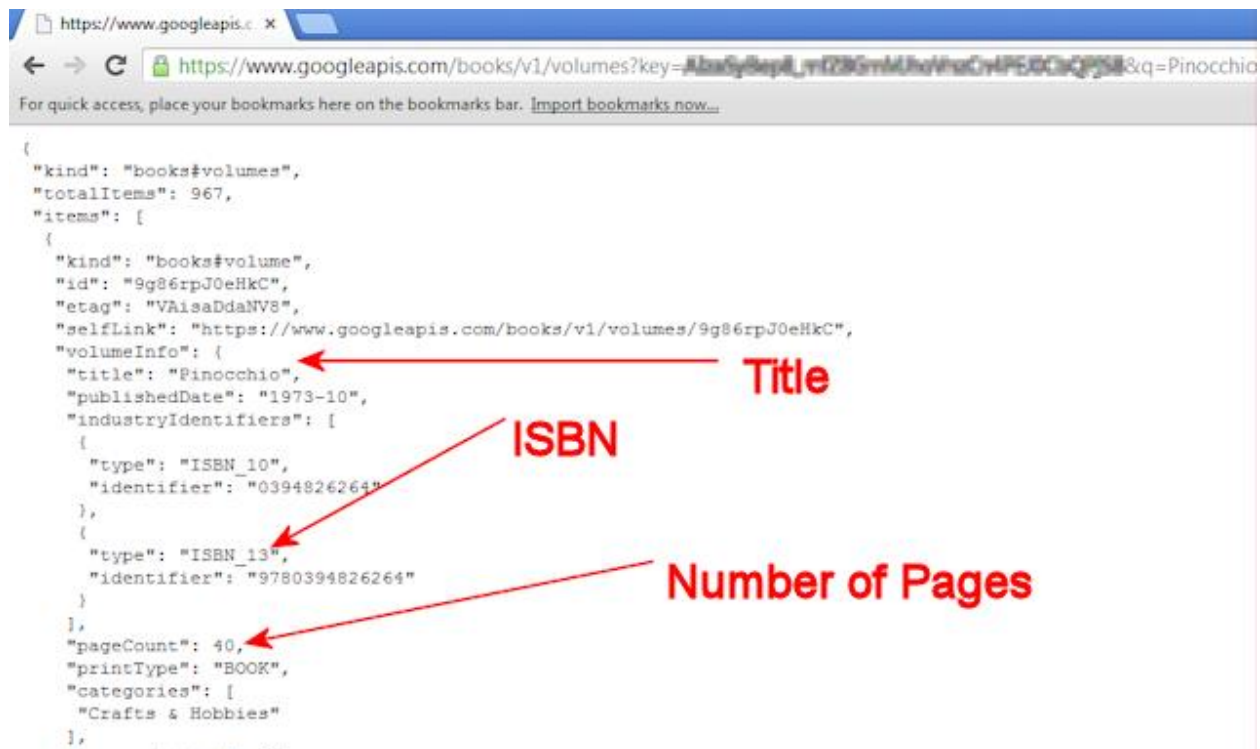 https://www.googleapis.c
https://www.googleapis.com/books/v1/volumes?key= &q=Pinocchio
For quick access, place your bookmarks here on the bookmarks bar. Import bookmarks now...
{
"kind": "books#volumes",
"totalItems": 967,
"items": [
{
"kind": "books#volume",
"id": "9g86rpJ0eHkC",
"etag": "VAisaDdaNV8",
"selfLink": "https://www.googleapis.com/books/v1/volumes/9g86rpJ0eHkC",
"volumeInfo": {
Title
"title": "Pinocchio",
"publishedDate": "1973-10",
"industryIdentifiers": [
ISBN
{
"type": "ISBN_10",
"identifier": "0394826264"
},
{
"type": "ISBN_13",
"identifier": "9780394826264"
Number of Pages
}
],
"pageCount": 40,
"printType": "BOOK",
"categories": [
"Crafts & Hobbies"
],